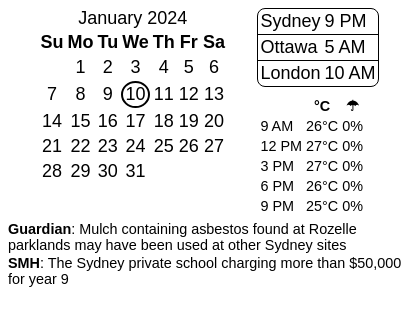 January 2024
Su Mo Tu We Th Fr Sa
1 2 3 4 5 6
7 8 9 10 11 12 13
14 15 16 17 18 19 20
21 22 23 24 25 26 27
28 29 30 31
Sydney 9 PM
Ottawa 5 AM
London 10 AM
°C ☂
9 AM 26°C 0%
12 PM 27°C 0%
3 PM 27°C 0%
6 PM 26°C 0%
9 PM 25°C 0%
Guardian: Mulch containing asbestos found at Rozelle
parklands may have been used at other Sydney sites
SMH: The Sydney private school charging more than $50,000
for year 9